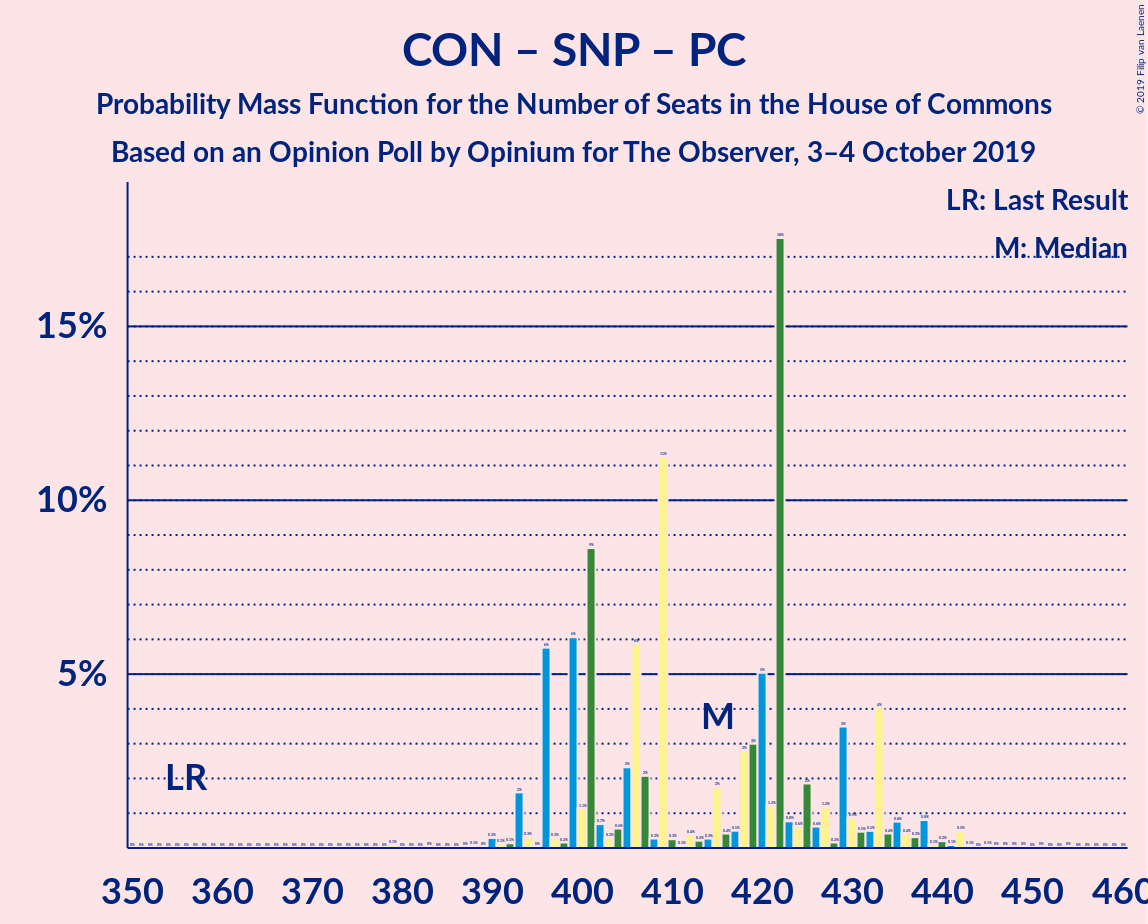 CON – SNP – PC
Probability Mass Function for the Number of Seats in the House of Commons
Based on an Opinion Poll by Opinium for The Observer, 3–4 October 2019
© 2019 Filip van Laenen
LR: Last Result
M: Median
15%
10%
5%
M
LR
350 360 370 380 390 400 410 420 430 440 450 460